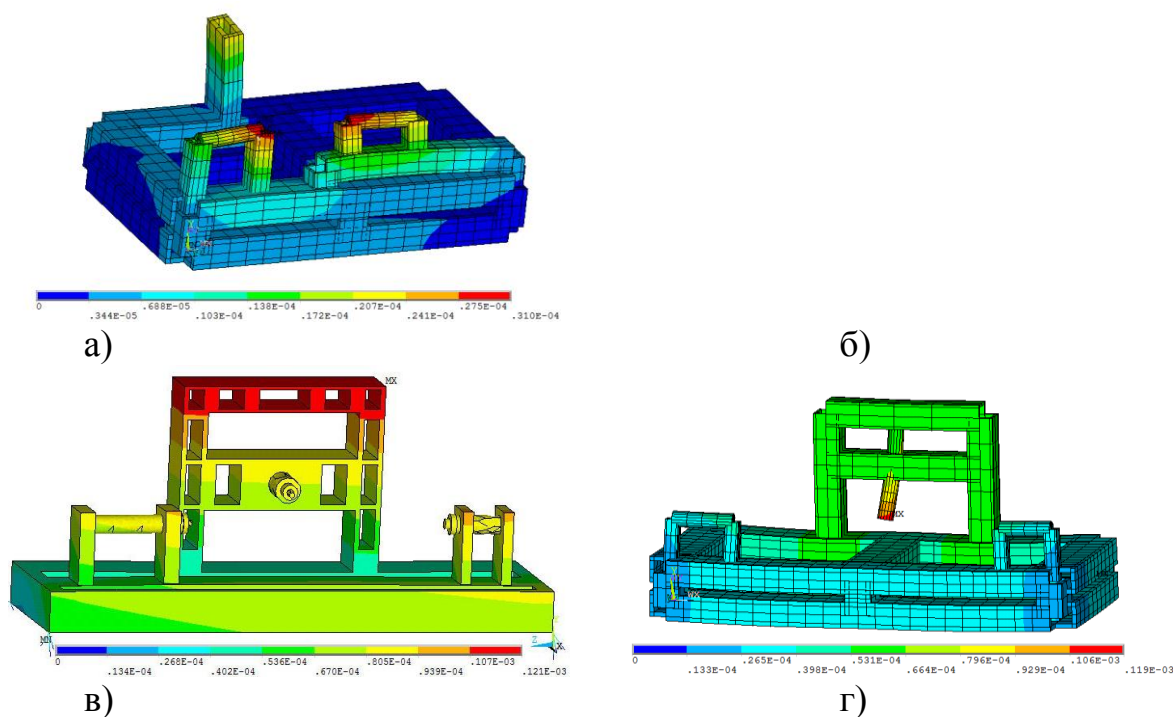 0 .688E-05 .138E-04 .207E-04 .275E-04
.344E-05 .103E-04 .172E-04 .241E-04 .310E-04
а) б)
MX
MX
MN Z X
0 .268E-04 .536E-04 .805E-04 .107E-03
.134E-04 .402E-04 .670E-04 .939E-04 .121E-03
0 .265E-04 .531E-04 .796E-04 .106E-03
.133E-04 .398E-04 .664E-04 .929E-04 .119E-03
в) г)